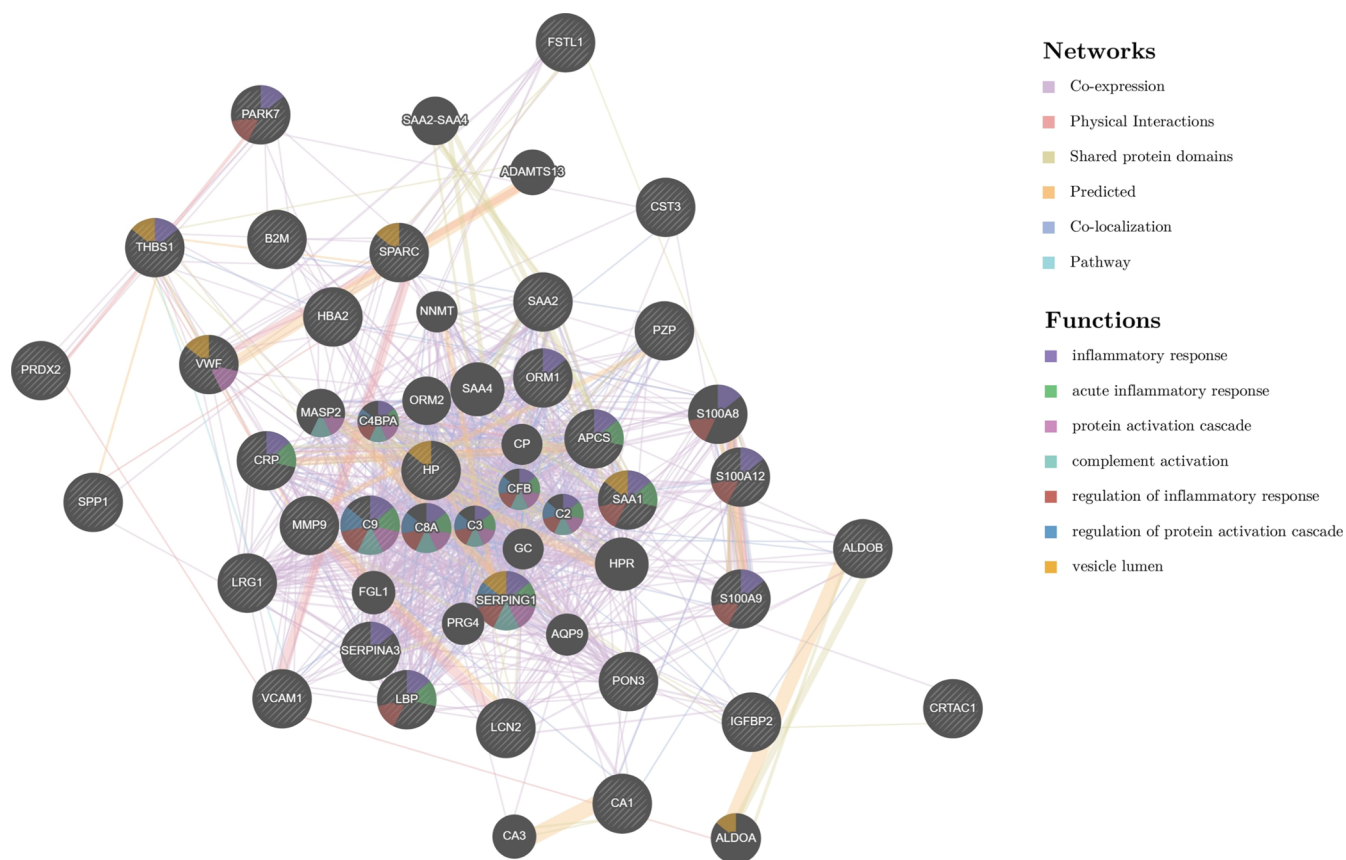 FSTL1
PARK7
SAA2-SAA4
ADAMTS13
CST3
THBS1
B2M
SPARC
NNMT
HBA2
SAA2
PZP
PRDX2
VWF
ORM1
SAA4
ORM2
MASP2
C4BPA
S100A8
CP
APCS
CRP
HP
S100A12
CFB
SAA1
SPP1
MMP9
C9
C8A
C3
C2
GC
ALDOB
HPR
LRG1
FGL1
SERPING1
S100A9
PRG4
AQP9
SERPINA3
VCAM1
LBP
PON3
LCN2
IGFBP2
CRTAC1
CA1
CA3
ALDOA
Networks
Co-expression
Physical Interactions
Shared protein domains
Predicted
Co-localization
Pathway
Functions
inflammatory response
acute inflammatory response
protein activation cascade
complement activation
regulation of inflammatory response
regulation of protein activation cascade
vesicle lumen